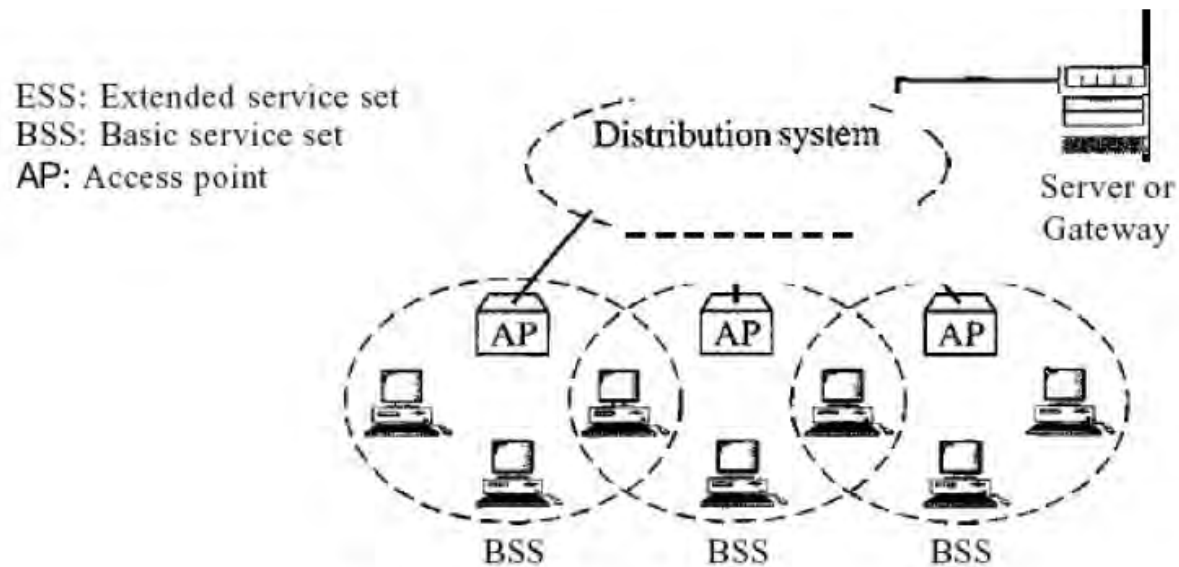 ESS: Extended service set
BSS: Basic service set
AP: Access point
Distribution system
Server or
Gateway
AP
AP
AP
BSS
BSS
BSS